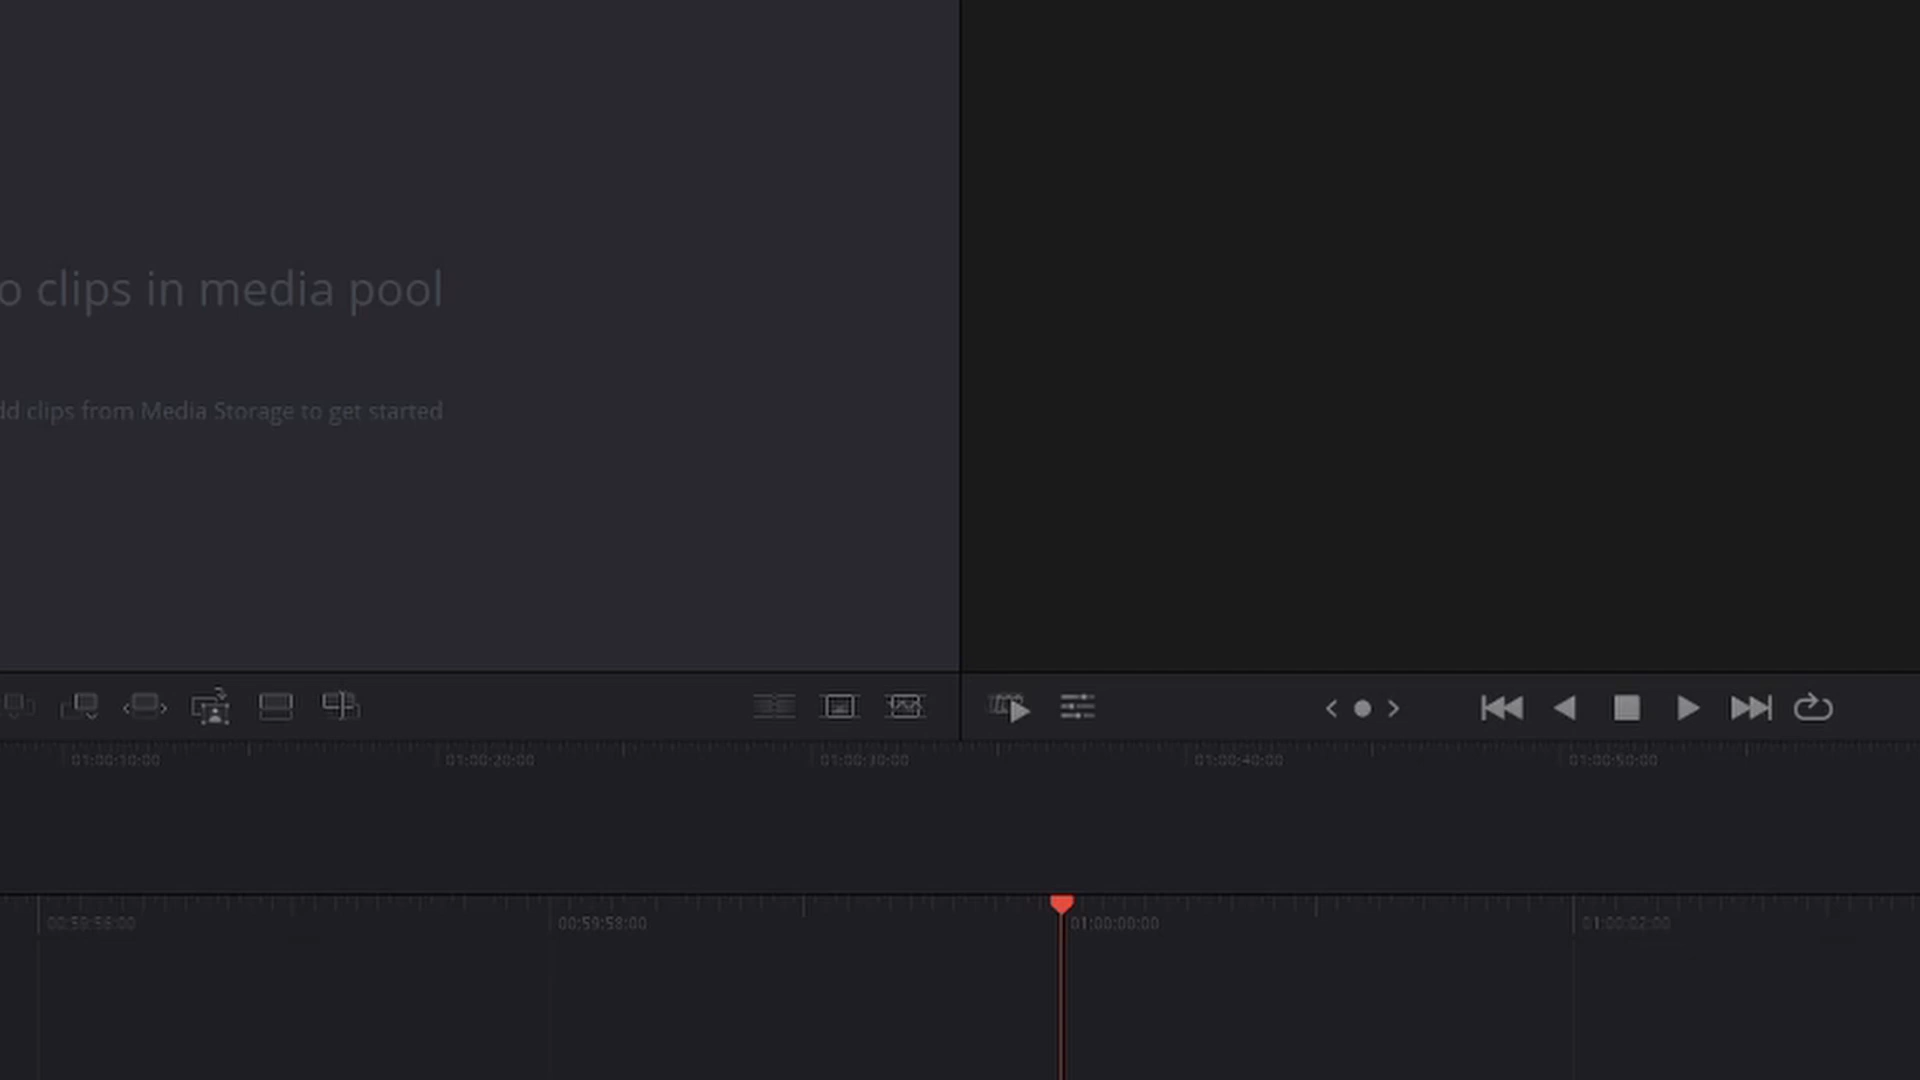 o clips in media pool
dd clips from Media Storage to get started
01:00:10:00 01:00:20:00 01:00:30:00 01:00:40:00 01:00:50:00
00:59:56:00 00:59:58:00 01:00:00:00 01:00:02:00